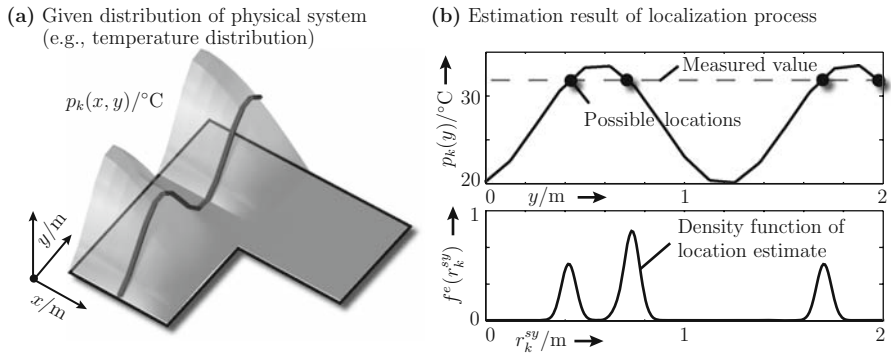 (a) Given distribution of physical system
(e.g., temperature distribution)
p_k(x, y)/°C
y/m
x/m
(b) Estimation result of localization process
Measured value
Possible locations
p_k(y)/°C
30
20
0
y/m
1
2
Density function of
location estimate
f^e(r_k^{sy})
1
0
0
r_k^{sy}/m
1
2